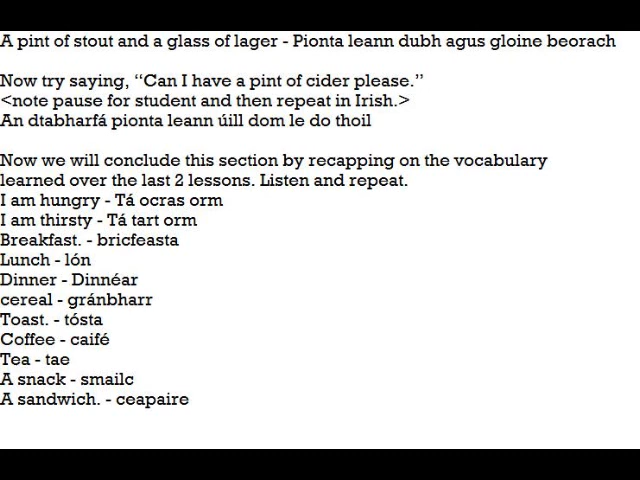 A pint of stout and a glass of lager - Pionta leann dubh agus gloine beorach
Now try saying, “Can I have a pint of cider please.”
<note pause for student and then repeat in Irish.>
An dtabharfá pionta leann úill dom le do thoil
Now we will conclude this section by recapping on the vocabulary
learned over the last 2 lessons. Listen and repeat.
I am hungry - Tá ocras orm
I am thirsty - Tá tart orm
Breakfast. - bricfeasta
Lunch - lón
Dinner - Dinnéar
cereal - gránbharr
Toast. - tósta
Coffee - caifé
Tea - tae
A snack - smailc
A sandwich. - ceapaire